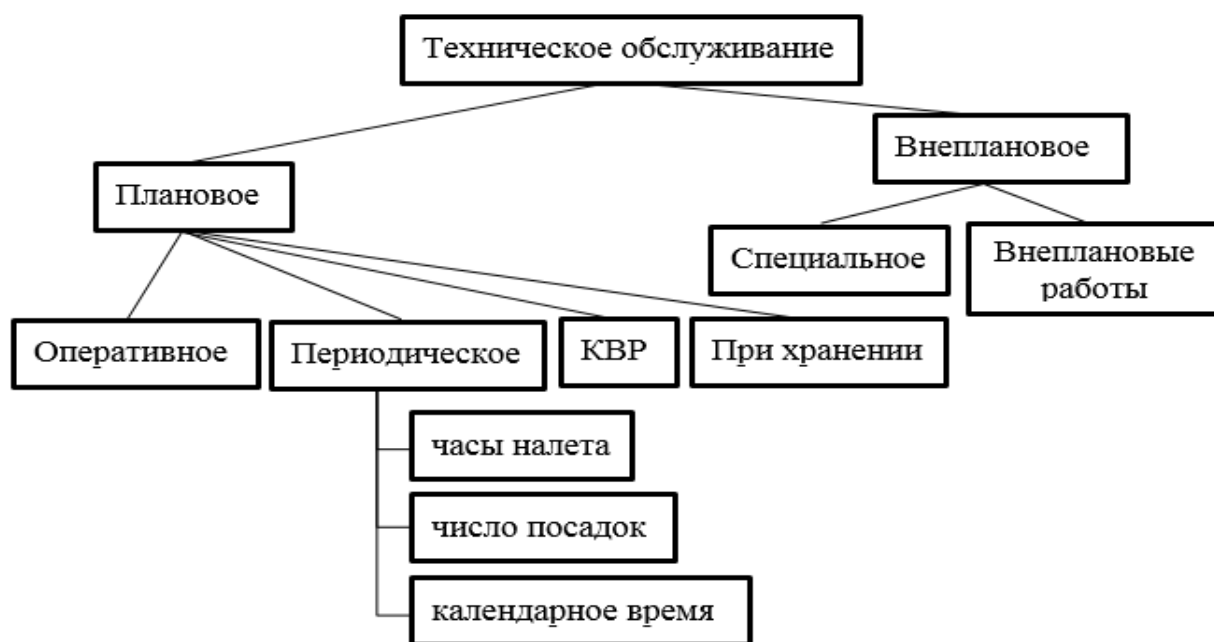 Техническое обслуживание
Внеплановое
Плановое
Специальное
Внеплановые
работы
Оперативное
Периодическое
КВР
При хранении
часы налета
число посадок
календарное время